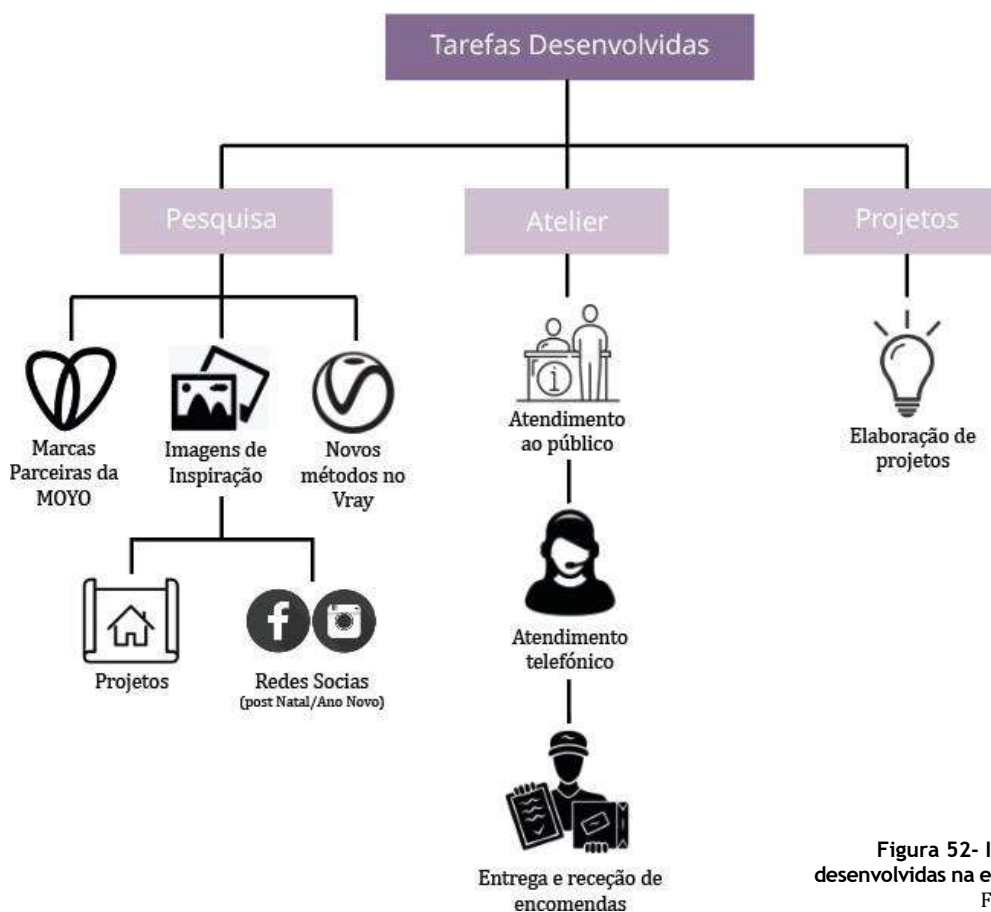 Tarefas Desenvolvidas
Pesquisa
Atelier
Projetos
Marcas
Parceiras da
MOYO
Imagens de
Inspiração
Novos
métodos no
Vray
Projetos
Redes Socias
(post Natal/Ano Novo)
Atendimento
ao público
Atendimento
telefónico
Entrega e receção de
encomendas
Elaboração de
projetos
Figura 52- I
desenvolvidas na e
F